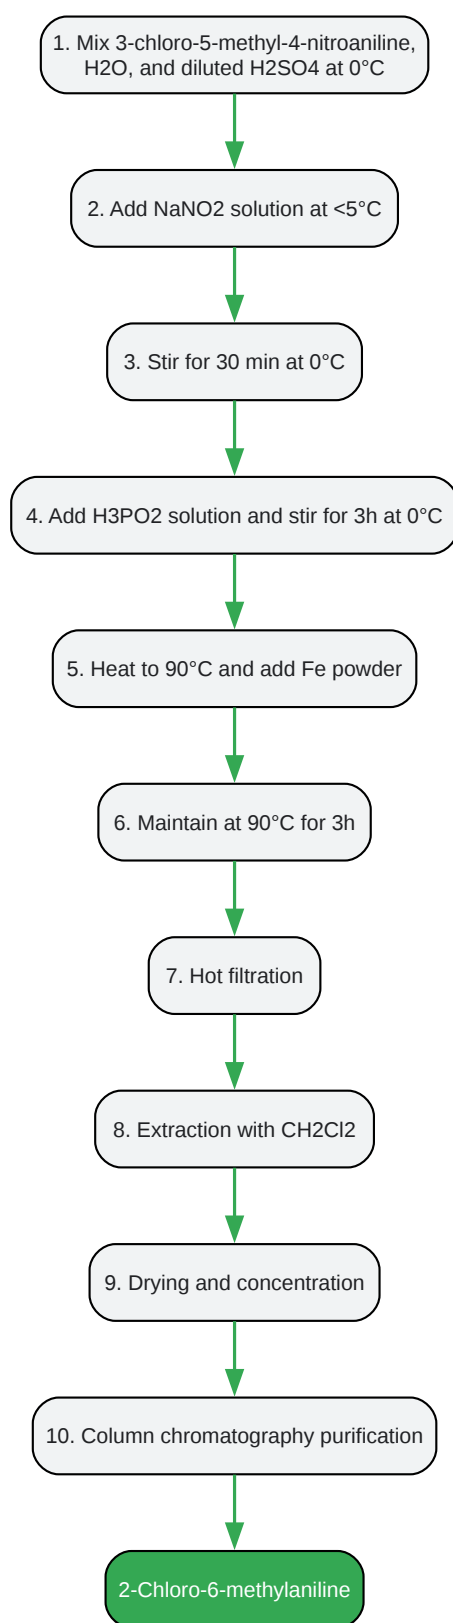 1. Mix 3-chloro-5-methyl-4-nitroaniline,
H2O, and diluted H2SO4 at 0°C
2. Add NaNO2 solution at <5°C
3. Stir for 30 min at 0°C
4. Add H3PO2 solution and stir for 3h at 0°C
5. Heat to 90°C and add Fe powder
6. Maintain at 90°C for 3h
7. Hot filtration
8. Extraction with CH2Cl2
9. Drying and concentration
10. Column chromatography purification
2-Chloro-6-methylaniline